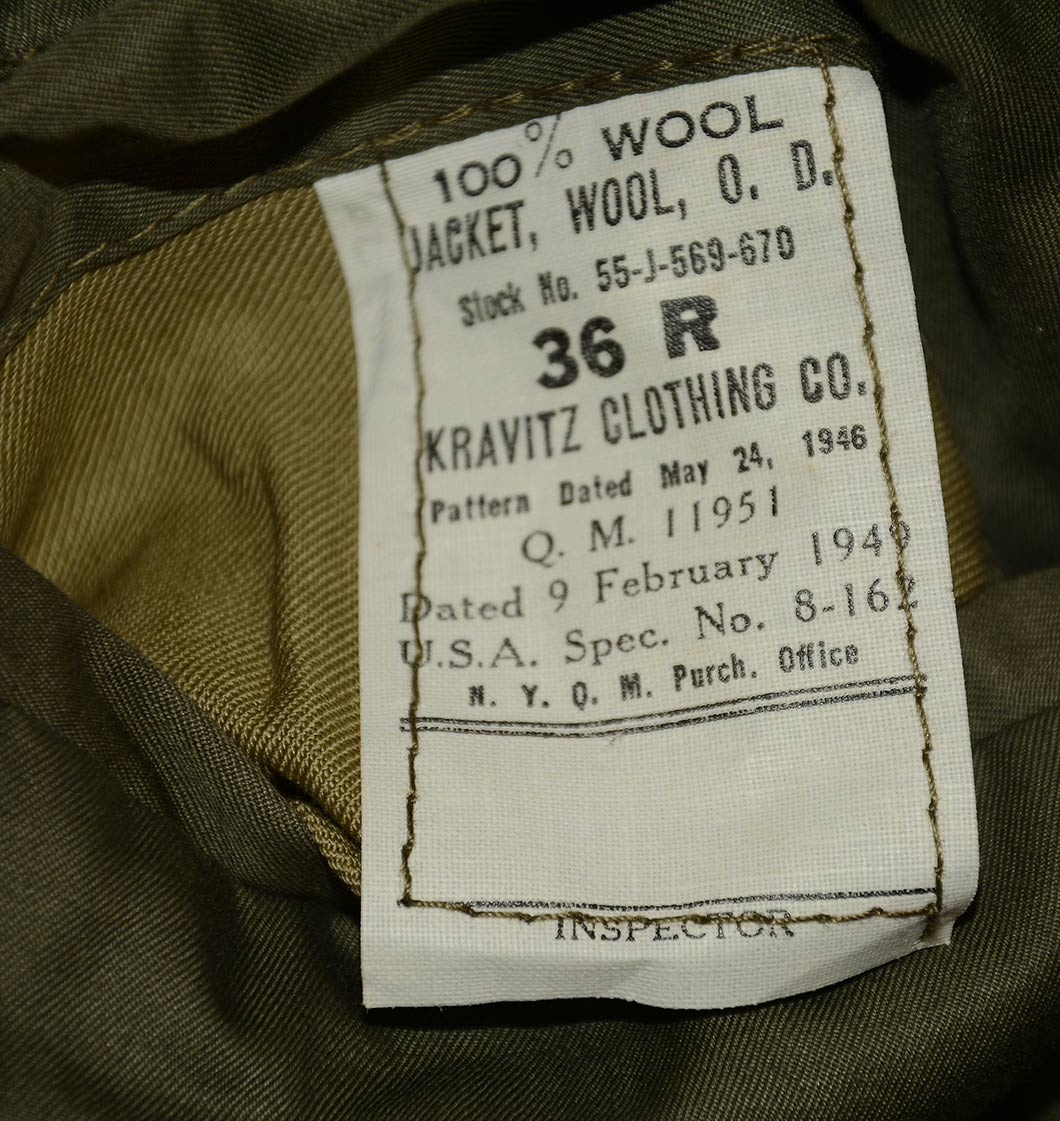 100% WOOL
JACKET, WOOL, O. D.
Stock No. 55-J-569-670
36 R
KRAVITZ CLOTHING CO.
Pattern Dated May 24, 1946
Q. M. 11951
Dated 9 February 1949
U.S.A. Spec. No. 8-162
N. Y. Q. M. Purch. Office
INSPECTOR